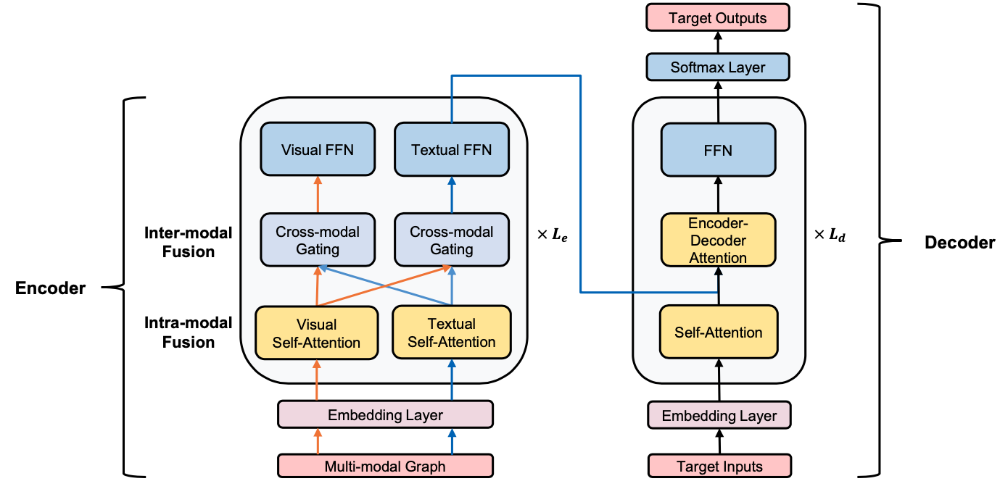 Encoder
Inter-modal
Fusion
Intra-modal
Fusion
Visual FFN
Textual FFN
Cross-modal
Gating
Cross-modal
Gating
Visual
Self-Attention
Textual
Self-Attention
× Lₑ
Embedding Layer
Multi-modal Graph
Target Outputs
Softmax Layer
FFN
Encoder-
Decoder
Attention
Self-Attention
× L_d
Embedding Layer
Target Inputs
Decoder